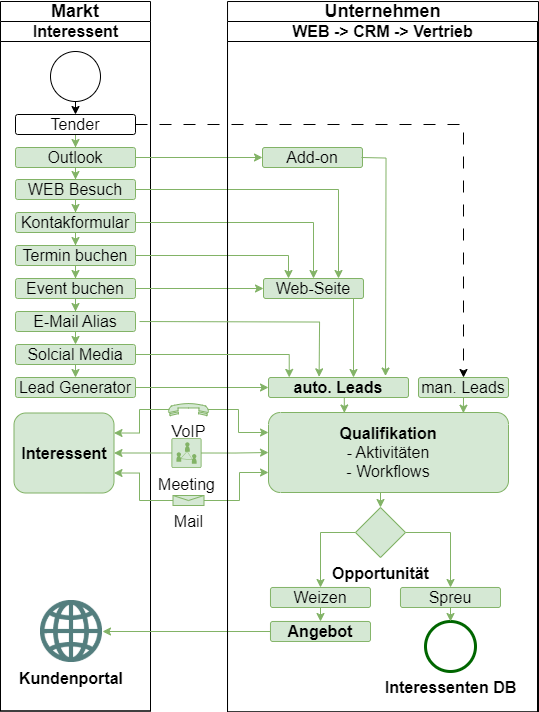 Markt
Unternehmen
Interessent
WEB -> CRM -> Vertrieb
Tender
Outlook
Add-on
WEB Besuch
Kontakformular
Termin buchen
Event buchen
Web-Seite
E-Mail Alias
Solcial Media
Lead Generator
auto. Leads
man. Leads
Interessent
VoIP
Meeting
Mail
Qualifikation
- Aktivitäten
- Workflows
Opportunität
Weizen
Spreu
Angebot
Kundenportal
Interessenten DB